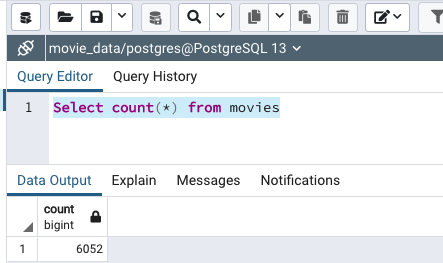 movie_data/postgres@PostgreSQL 13
Query Editor Query History
1 Select count(*) from movies
Data Output Explain Messages Notifications
count
bigint
1 6052